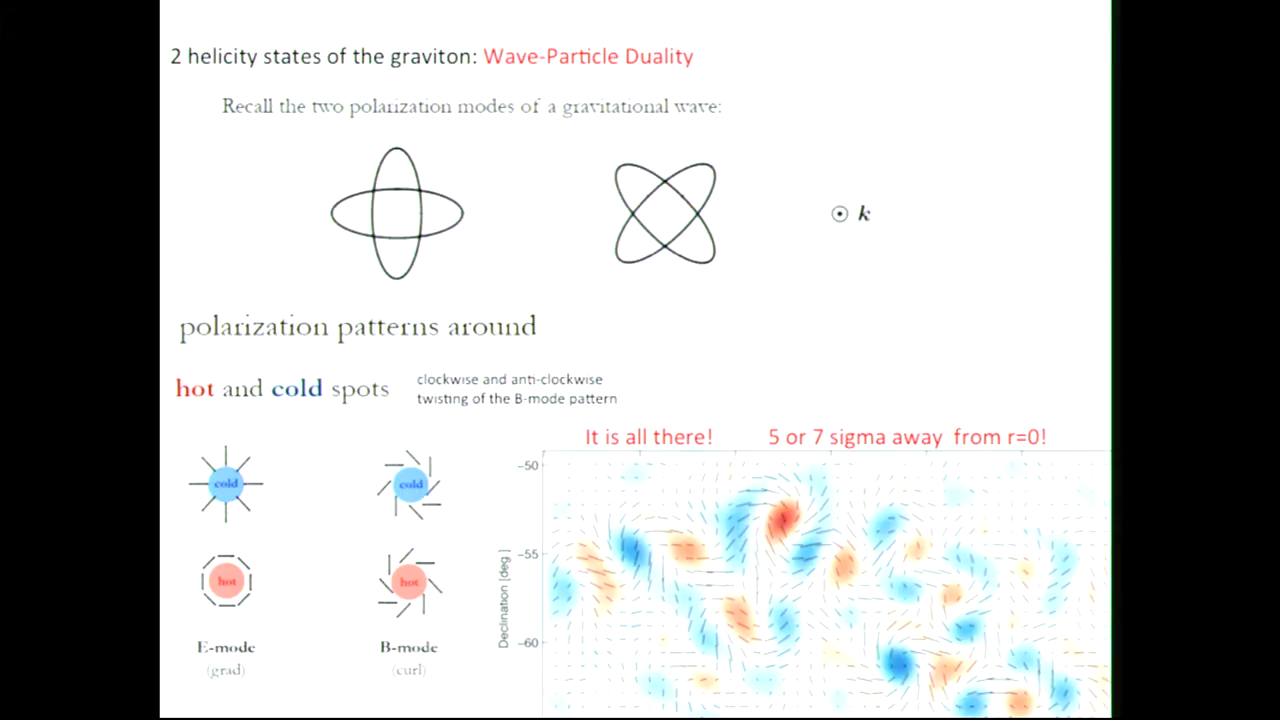 2 helicity states of the graviton: Wave-Particle Duality
Recall the two polarization modes of a gravitational wave:
k
polarization patterns around
hot and cold spots
clockwise and anti-clockwise
twisting of the B-mode pattern
It is all there! 5 or 7 sigma away from r=0!
cold
cold
hot
hot
E-mode
(grad)
B-mode
(curl)
Declination [deg.]
−50
−55
−60